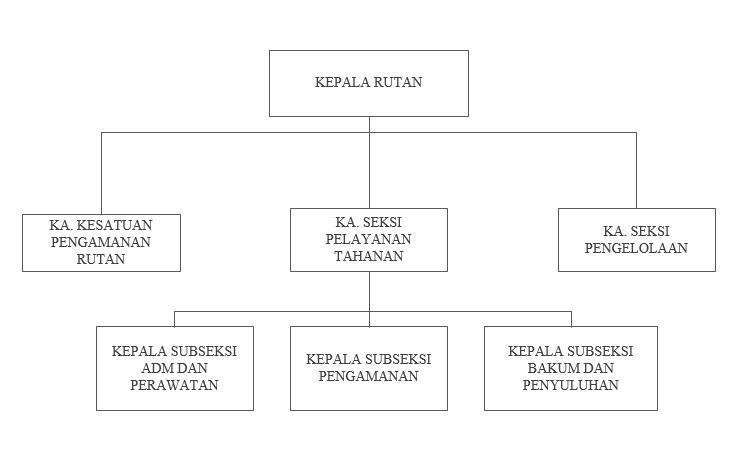 KEPALA RUTAN
KA. KESATUAN
PENGAMANAN
RUTAN
KA. SEKSI
PELAYANAN
TAHANAN
KA. SEKSI
PENGELOLAAN
KEPALA SUBSEKSI
ADM DAN
PERAWATAN
KEPALA SUBSEKSI
PENGAMANAN
KEPALA SUBSEKSI
BAKUM DAN
PENYULUHAN